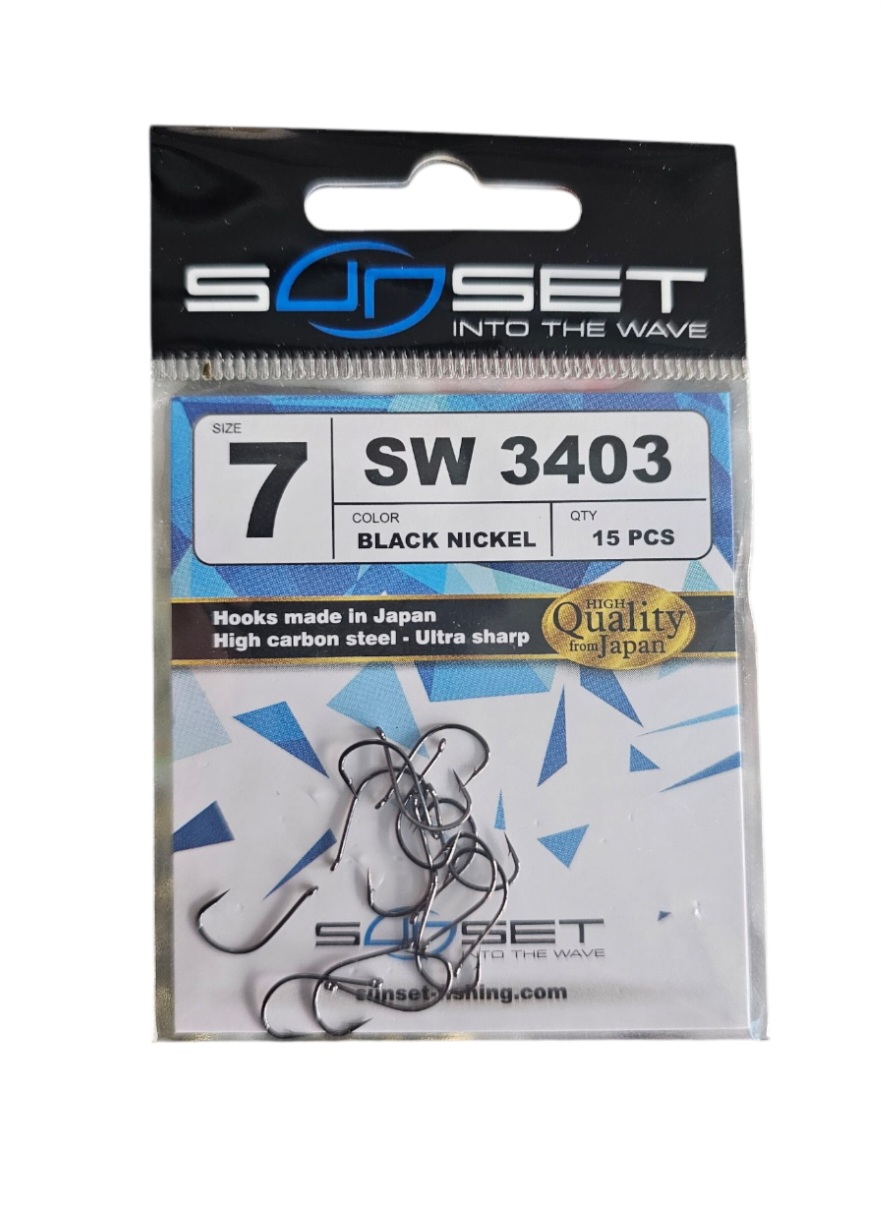 SUNSET
INTO THE WAVE
SIZE
7
SW 3403
COLOR
BLACK NICKEL
QTY
15 PCS
Hooks made in Japan
High carbon steel - Ultra sharp
HIGH
Quality
from Japan
SUNSET
INTO THE WAVE
sunset-fishing.com